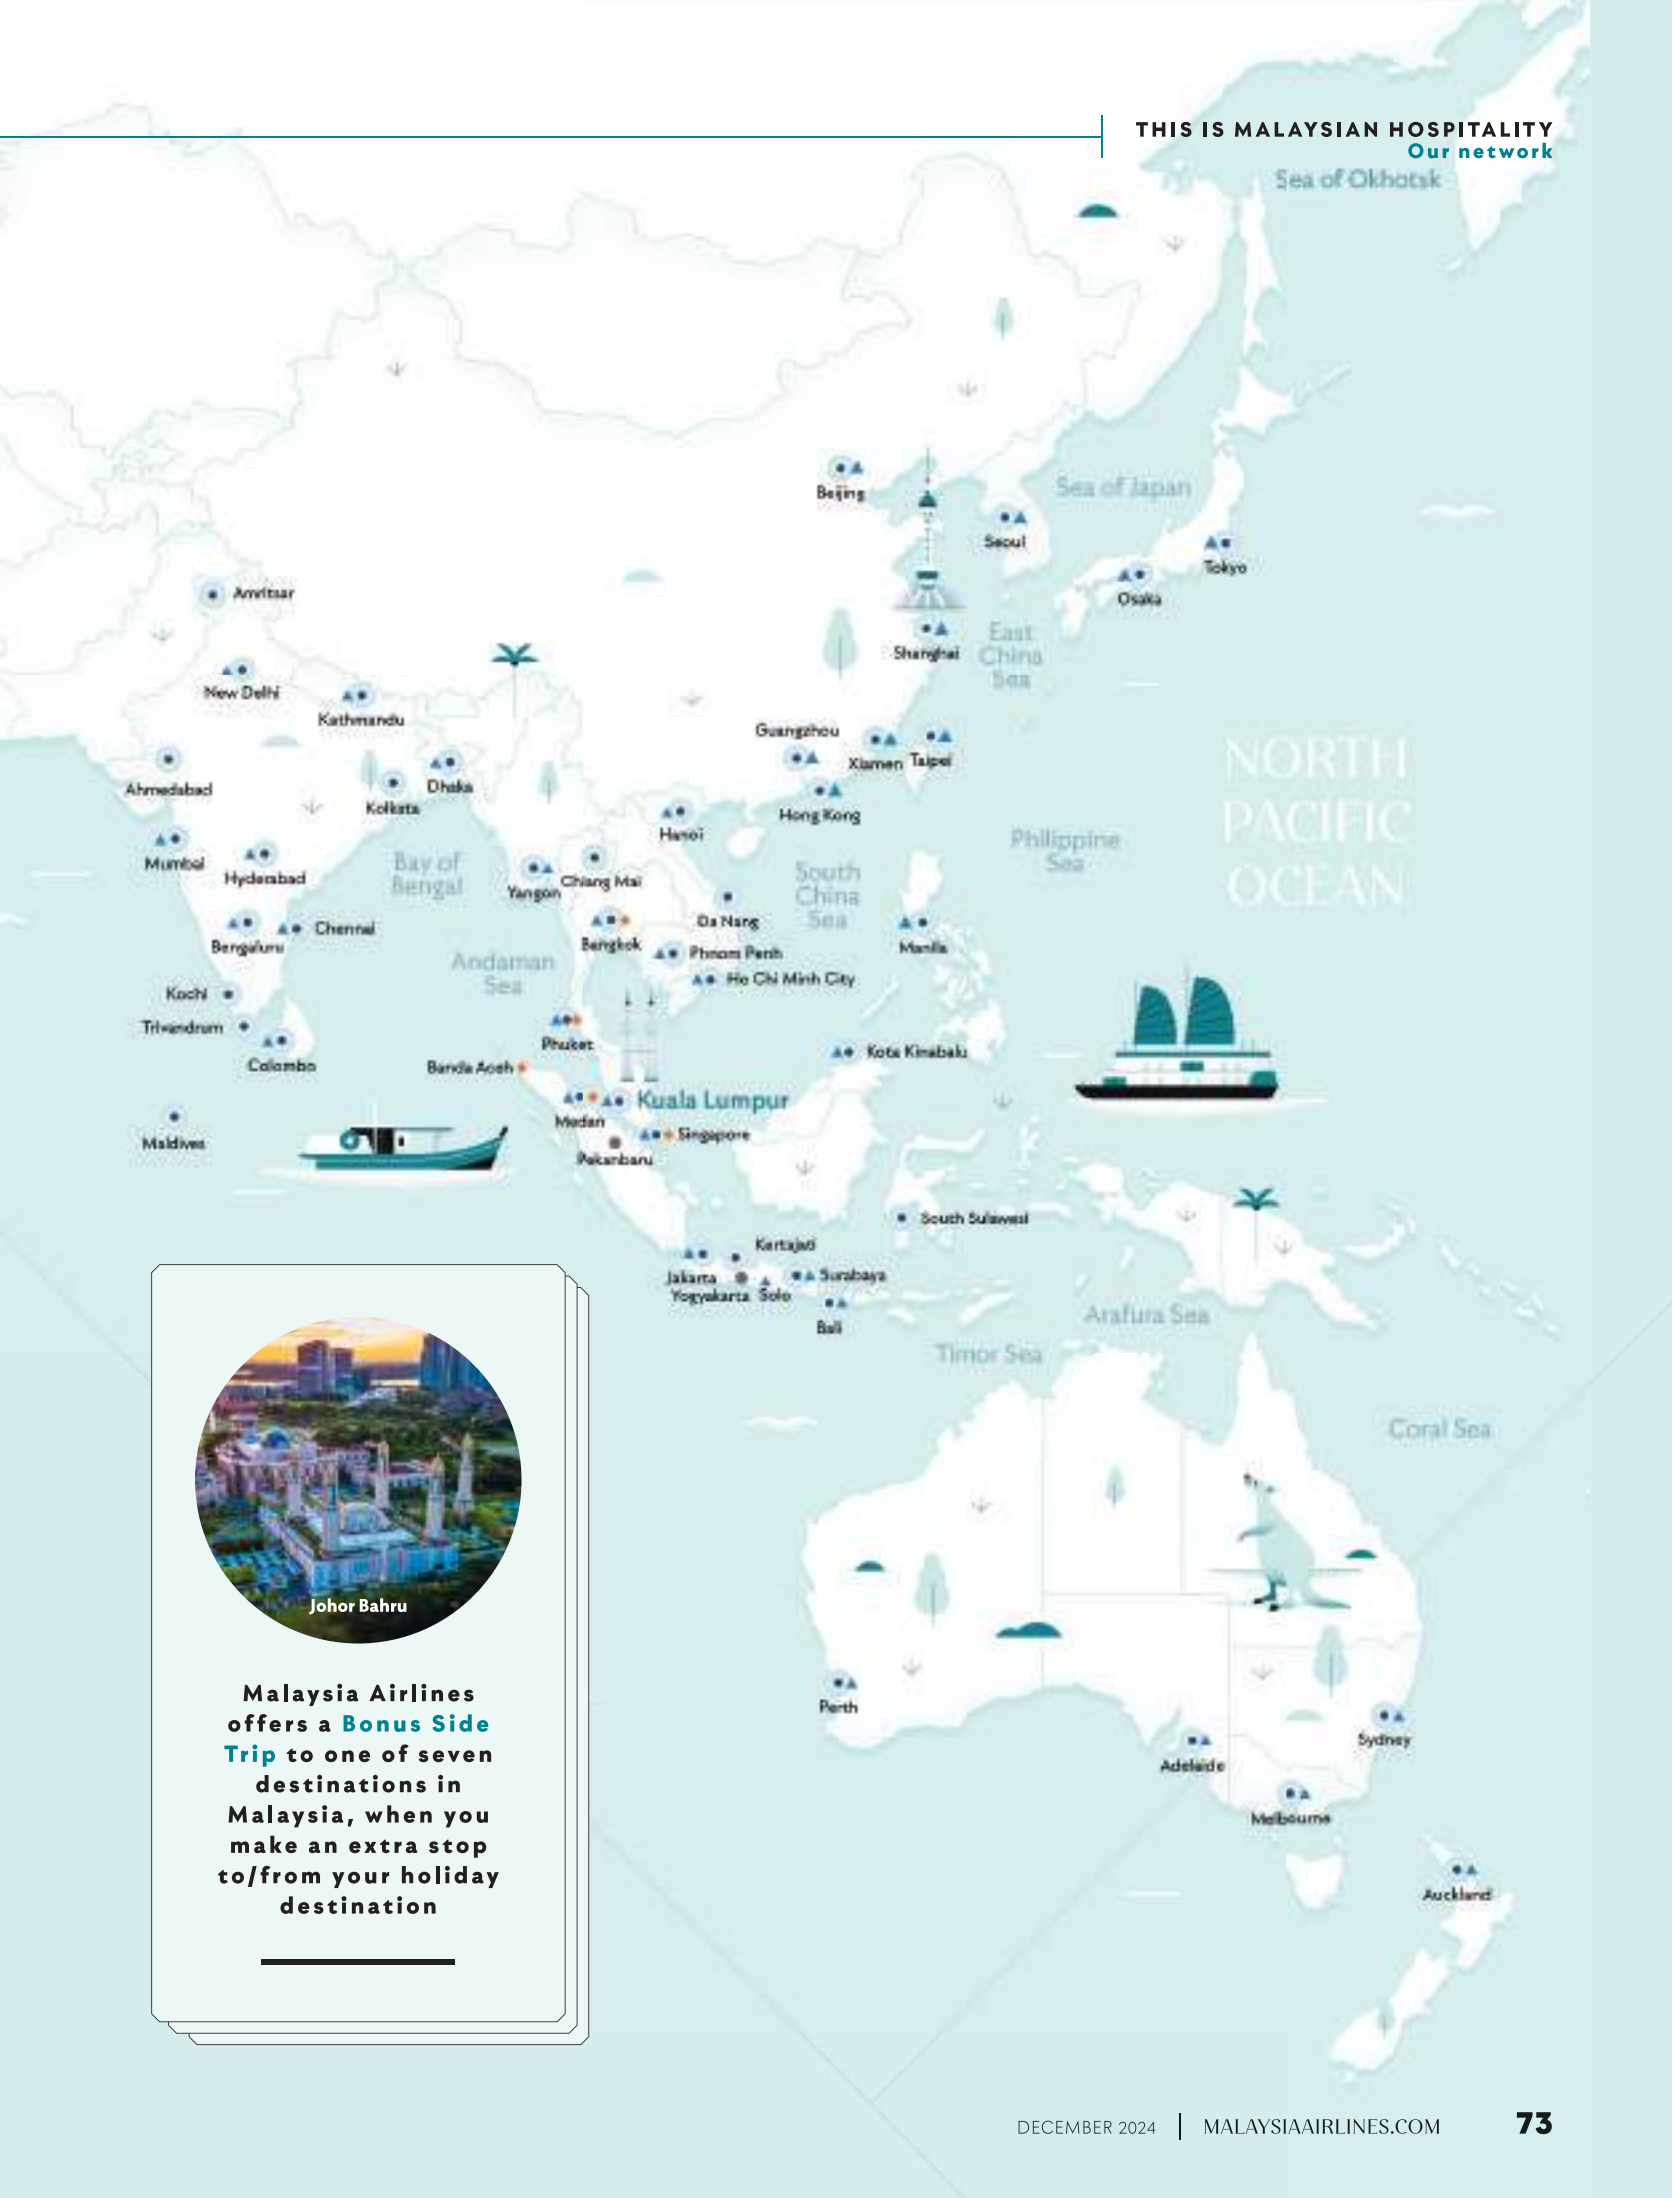 THIS IS MALAYSIAN HOSPITALITY
Our network
Sea of Okhotsk
Beijing
Sea of Japan
Seoul
Tokyo
Osaka
Amritsar
Shanghai
East
China
Sea
New Delhi
Kathmandu
Guangzhou
Xiamen
Taipei
NORTH
PACIFIC
OCEAN
Ahmedabad
Dhaka
Kolkata
Hong Kong
Hanoi
Philippine
Sea
Mumbai
Hyderabad
Bay of
Bengal
Yangon
Chiang Mai
South
China
Sea
Da Nang
Chennai
Bengaluru
Bangkok
Manila
Phnom Penh
Andaman
Sea
Ho Chi Minh City
Kochi
Trivandrum
Colombo
Phuket
Kota Kinabalu
Banda Aceh
Kuala Lumpur
Medan
Singapore
Maldives
Pekanbaru
South Sulawesi
Kertajati
Jakarta
Surabaya
Yogyakarta
Solo
Bali
Arafura Sea
Timor Sea
Coral Sea
Perth
Sydney
Adelaide
Melbourne
Auckland
Johor Bahru
Malaysia Airlines
offers a Bonus Side
Trip to one of seven
destinations in
Malaysia, when you
make an extra stop
to/from your holiday
destination
DECEMBER 2024
MALAYSIAAIRLINES.COM
73